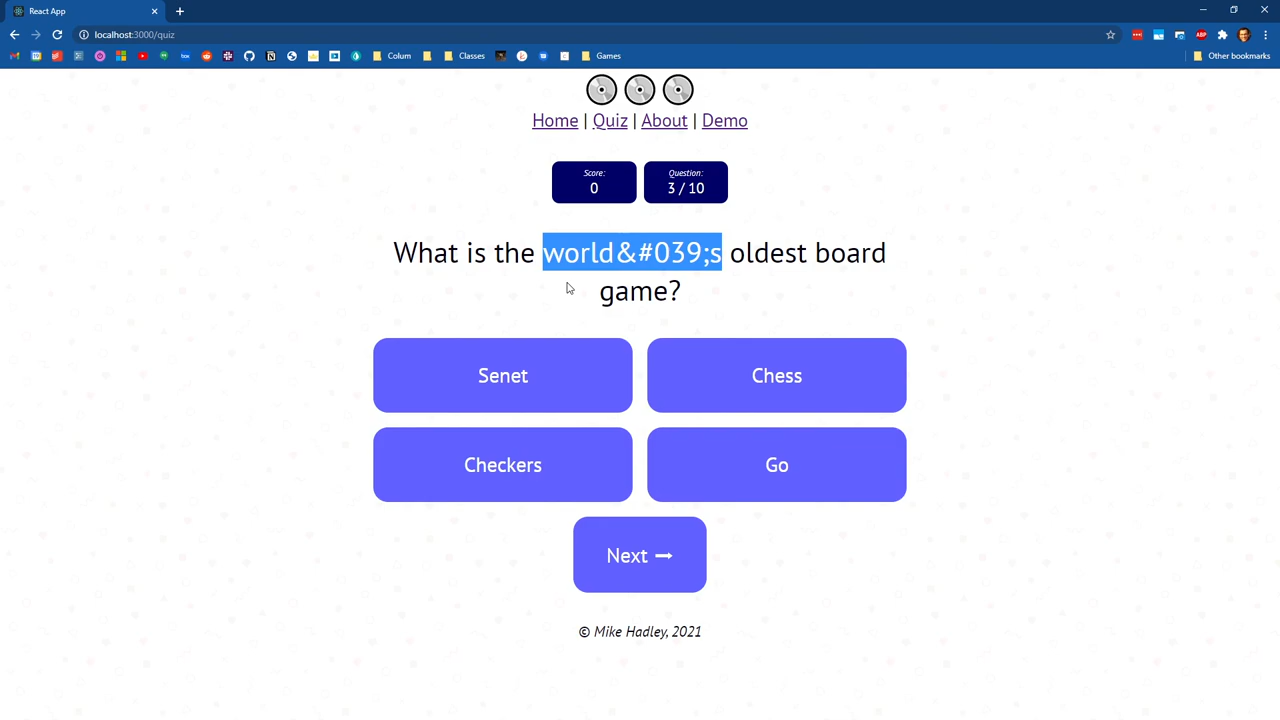 React App
localhost:3000/quiz
Colum
Classes
Games
Other bookmarks
Home | Quiz | About | Demo
Score:
0
Question:
3 / 10
What is the world&#039;s oldest board
game?
Senet
Chess
Checkers
Go
Next
© Mike Hadley, 2021